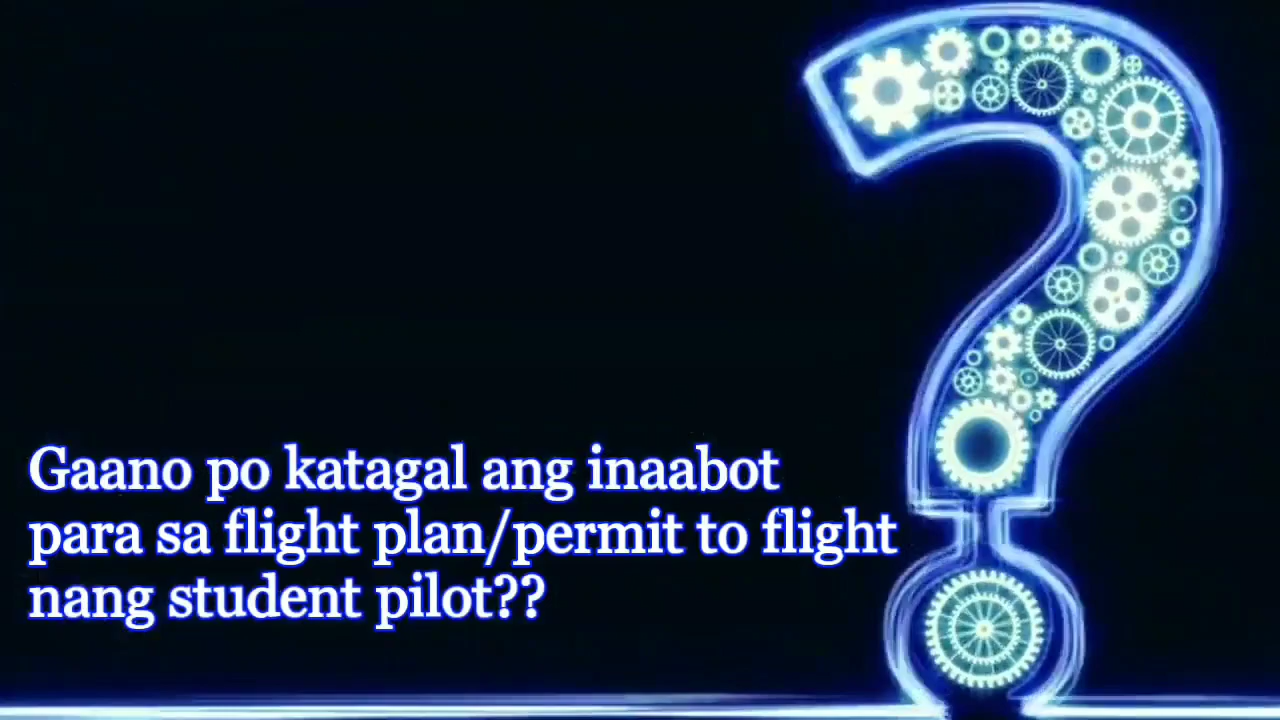 Gaano po katagal ang inaabot
para sa flight plan/permit to flight
nang student pilot??